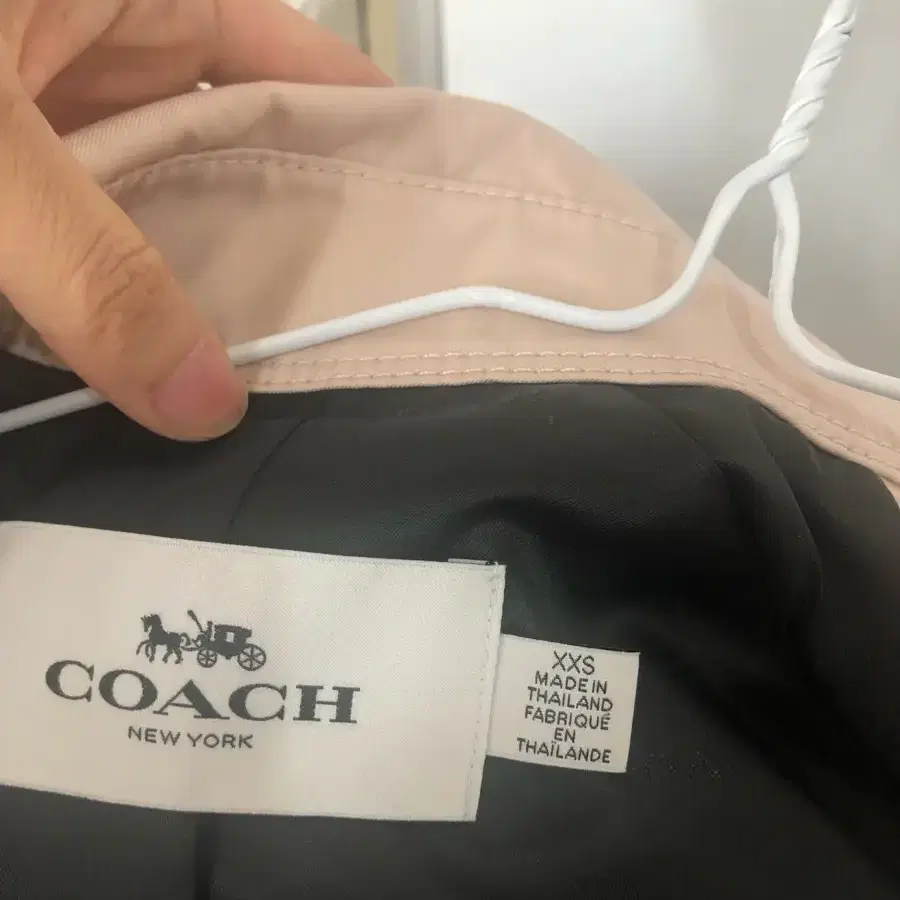 COACH
NEW YORK
XXS
MADE IN
THAILAND
FABRIQUÉ
EN
THAÏLANDE